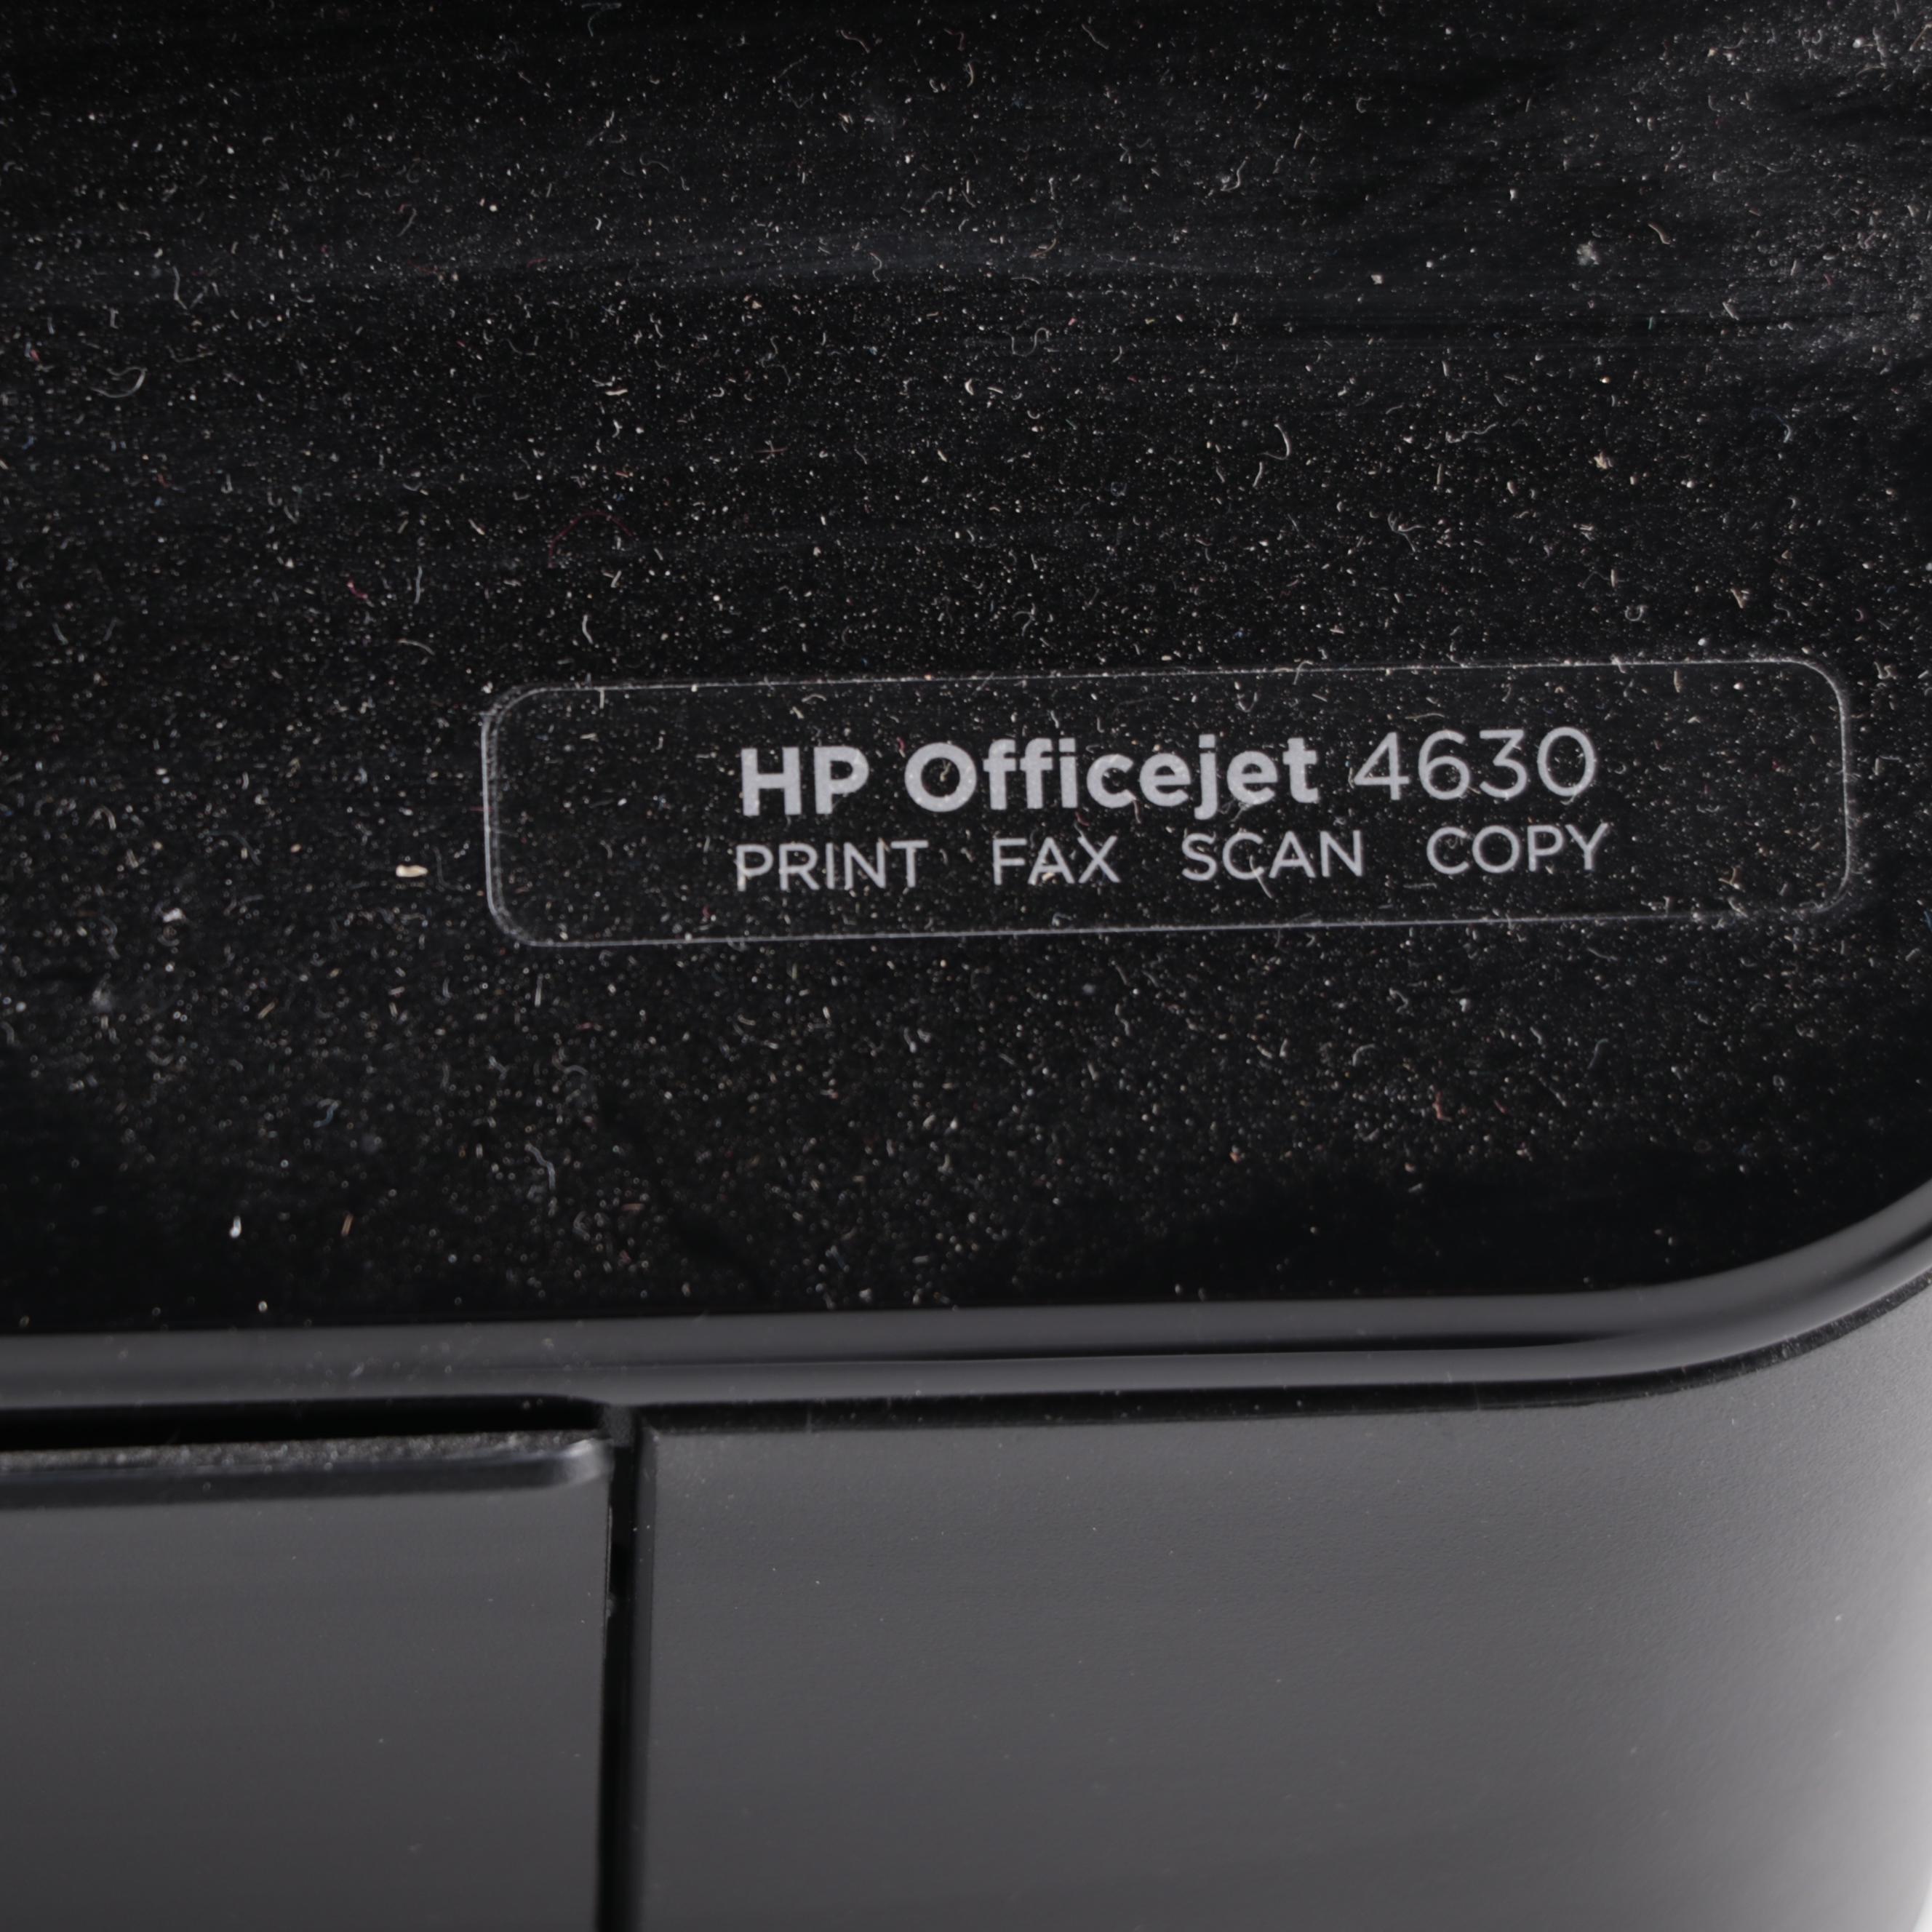 HP Officejet 4630
PRINT FAX SCAN COPY